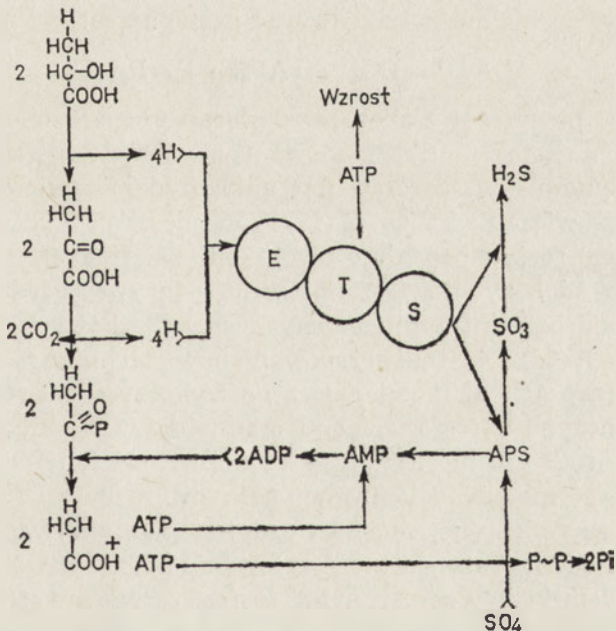 H
HCH
2 HC-OH
COOH
4H>
H
HCH
2 C=O
COOH
2CO2
4H>
H
HCH
2 C=O
~P
<2ADP
AMP
APS
H
HCH
2 COOH
+
ATP
ATP
P~P→2Pi
SO4
E
T
S
Wzrost
ATP
H2S
SO3